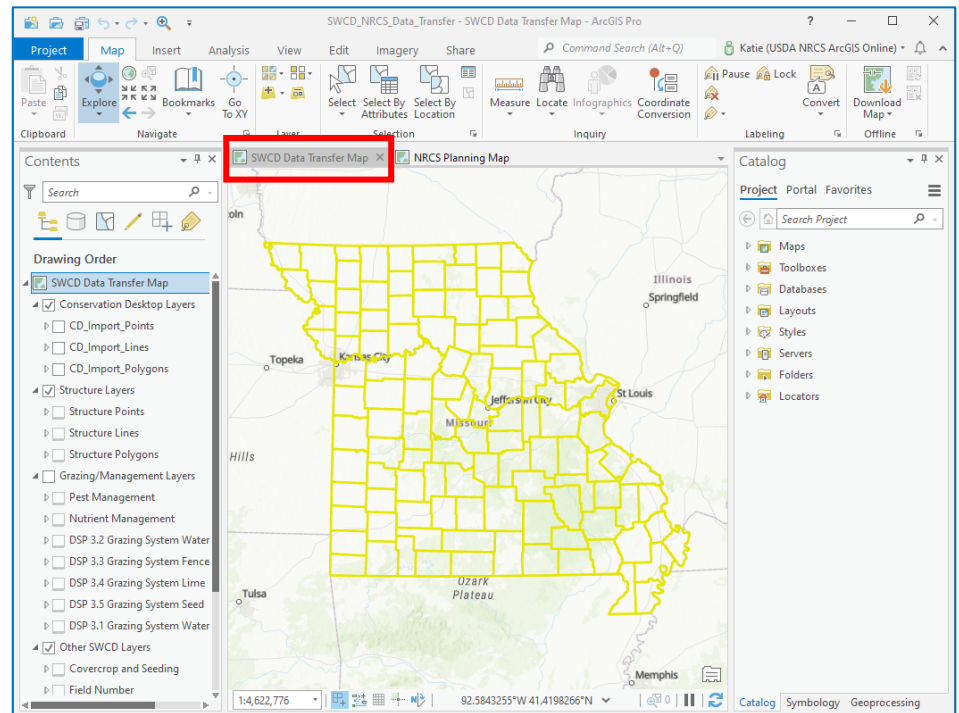 SWCD_NRCS_Data_Transfer - SWCD Data Transfer Map - ArcGIS Pro
?
Project Map Insert Analysis View Edit Imagery Share Command Search (Alt+Q) Katie (USDA NRCS ArcGIS Online)
Paste Explore Bookmarks Go To XY Select Select By Attributes Select By Location Measure Locate Infographics Coordinate Conversion Pause Lock Convert Download Map
Clipboard Navigate Layer Selection Inquiry Labeling Offline
Contents
Search
Drawing Order
SWCD Data Transfer Map
Conservation Desktop Layers
CD_Import_Points
CD_Import_Lines
CD_Import_Polygons
Structure Layers
Structure Points
Structure Lines
Structure Polygons
Grazing/Management Layers
Pest Management
Nutrient Management
DSP 3.2 Grazing System Water
DSP 3.3 Grazing System Fence
DSP 3.4 Grazing System Lime
DSP 3.5 Grazing System Seed
DSP 3.1 Grazing System Water
Other SWCD Layers
Covercrop and Seeding
Field Number
SWCD Data Transfer Map NRCS Planning Map
oln
Illinois
Springfield
Topeka
Kansas City
St Louis
Jefferson City
Missouri
Hills
Ozark
Plateau
Tulsa
Memphis
1:4,622,776 92.5843255°W 41.4198266°N 0
Catalog
Project Portal Favorites
Search Project
Maps
Toolboxes
Databases
Layouts
Styles
Servers
Folders
Locators
Catalog Symbology Geoprocessing